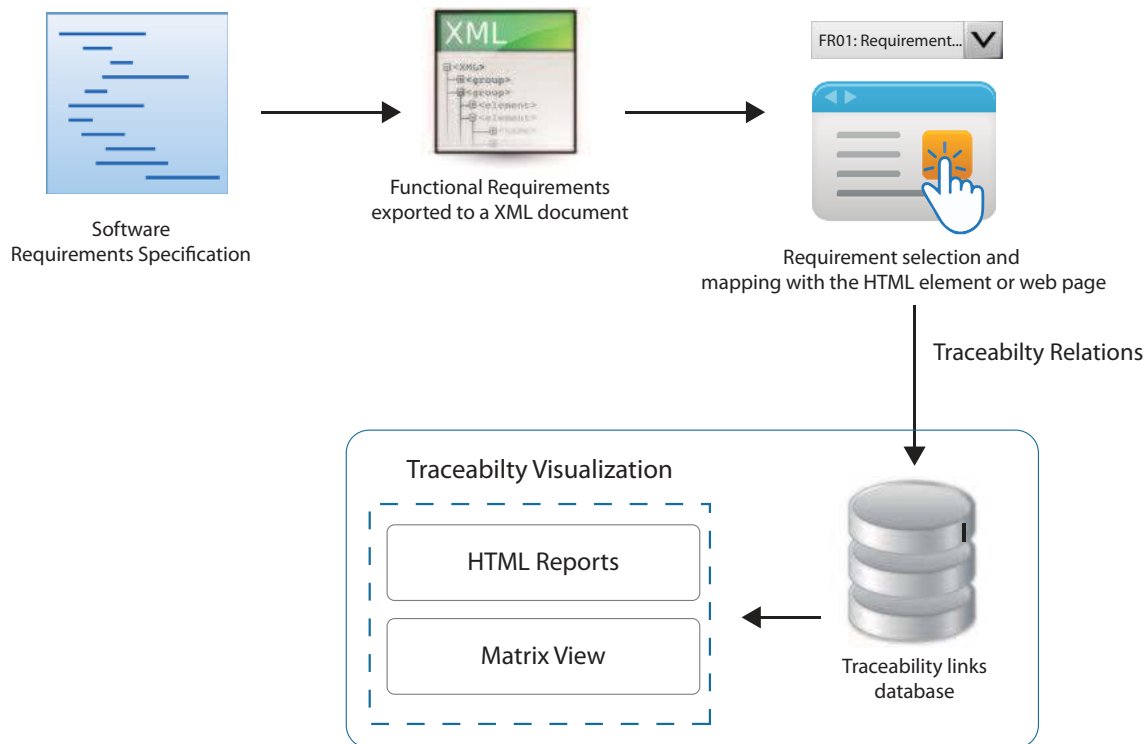 XML
<XML>
<group>
<group>
<element>
<element>
<name>
FR01: Requirement...
Software
Requirements Specification
Functional Requirements
exported to a XML document
Requirement selection and
mapping with the HTML element or web page
Traceabilty Relations
Traceabilty Visualization
HTML Reports
Matrix View
Traceability links
database